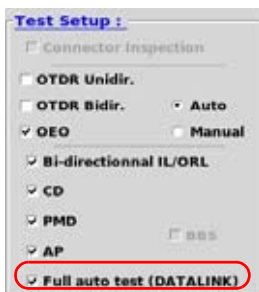 Test Setup :
Connector Inspection
OTDR Unidir.
OTDR Bidir.
Auto
OEO
Manual
Bi-directionnal IL/ORL
CD
PMD
BBS
AP
Full auto test (DATALINK)